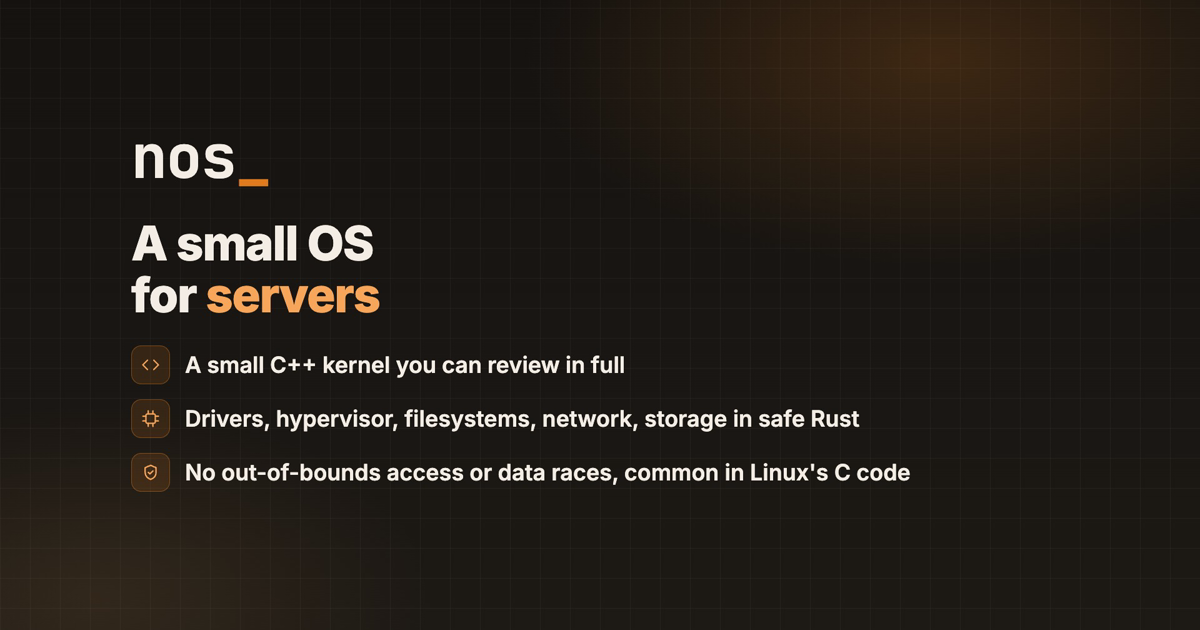 nos_
A small OS
for servers
A small C++ kernel you can review in full
Drivers, hypervisor, filesystems, network, storage in safe Rust
No out-of-bounds access or data races, common in Linux's C code